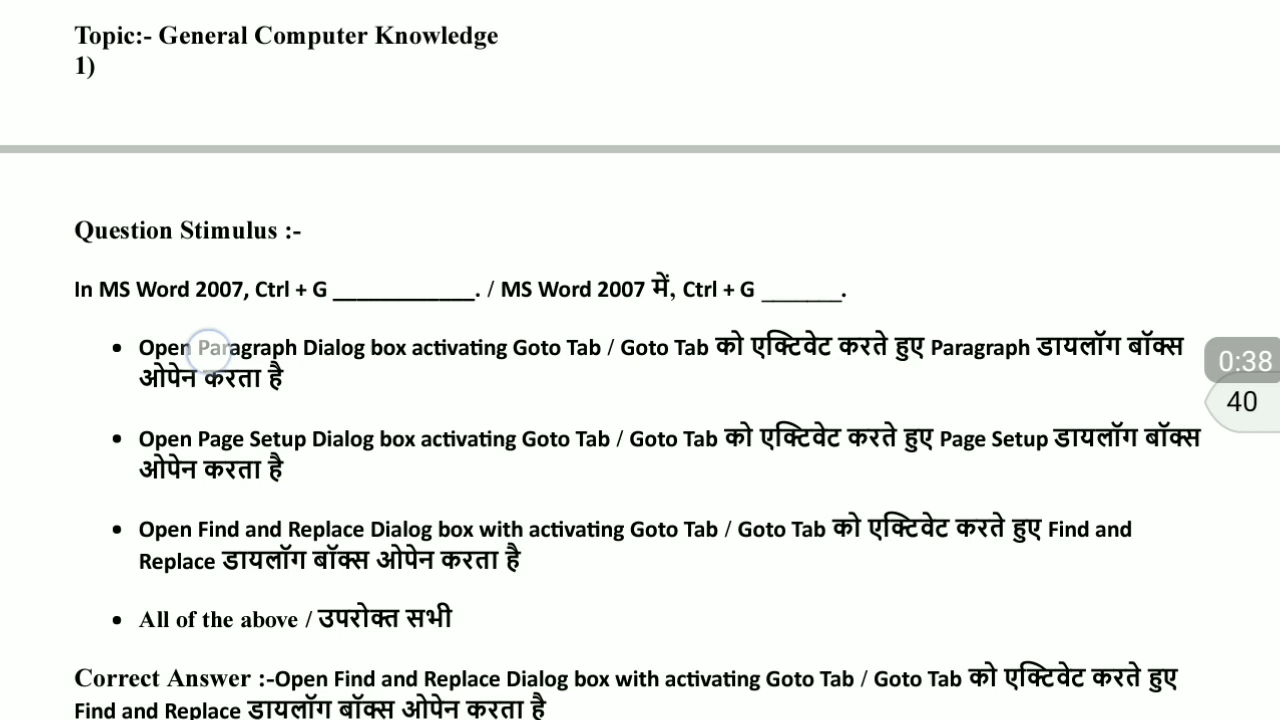 Topic:- General Computer Knowledge
1)
Question Stimulus :-
In MS Word 2007, Ctrl + G ____________. / MS Word 2007 में, Ctrl + G _______.
• Open Paragraph Dialog box activating Goto Tab / Goto Tab को एक्टिवेट करते हुए Paragraph डायलॉग बॉक्स
ओपेन करता है
0:38
40
• Open Page Setup Dialog box activating Goto Tab / Goto Tab को एक्टिवेट करते हुए Page Setup डायलॉग बॉक्स
ओपेन करता है
• Open Find and Replace Dialog box with activating Goto Tab / Goto Tab को एक्टिवेट करते हुए Find and
Replace डायलॉग बॉक्स ओपेन करता है
• All of the above / उपरोक्त सभी
Correct Answer :-Open Find and Replace Dialog box with activating Goto Tab / Goto Tab को एक्टिवेट करते हुए
Find and Replace डायलॉग बॉक्स ओपेन करता है